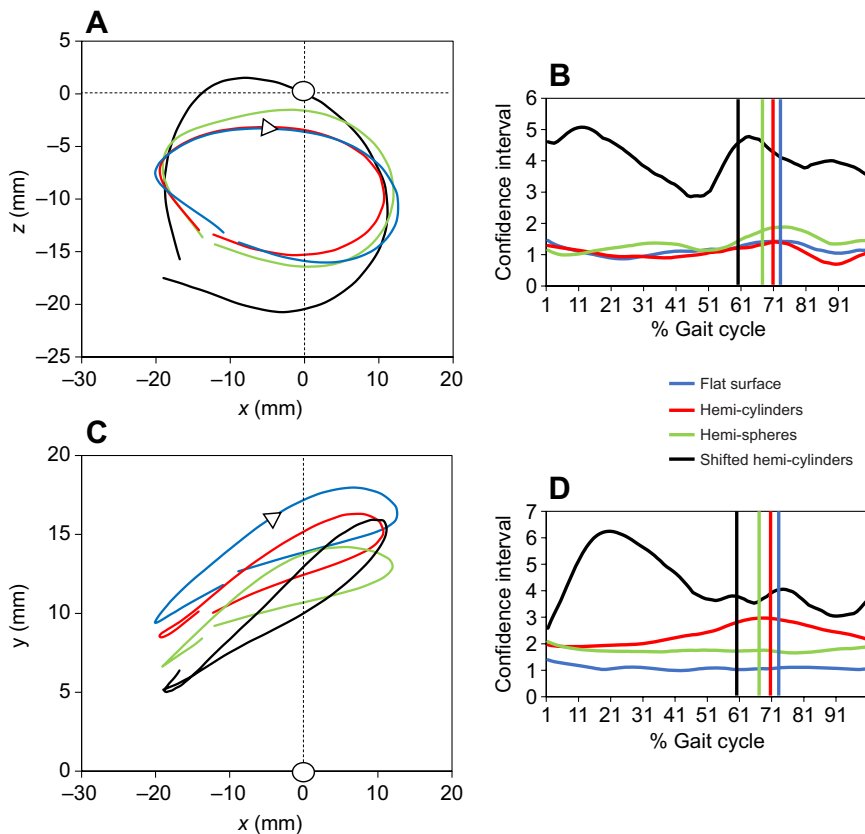 A
5
0
–5
–10
–15
–20
–25
z (mm)
–30 –20 –10 0 10 20
x (mm)
B
6
5
4
3
2
1
0
Confidence interval
1 11 21 31 41 51 61 71 81 91
% Gait cycle
Flat surface
Hemi-cylinders
Hemi-spheres
Shifted hemi-cylinders
C
20
15
10
5
0
y (mm)
–30 –20 –10 0 10 20
x (mm)
D
7
6
5
4
3
2
1
0
Confidence interval
1 11 21 31 41 51 61 71 81 91
% Gait cycle